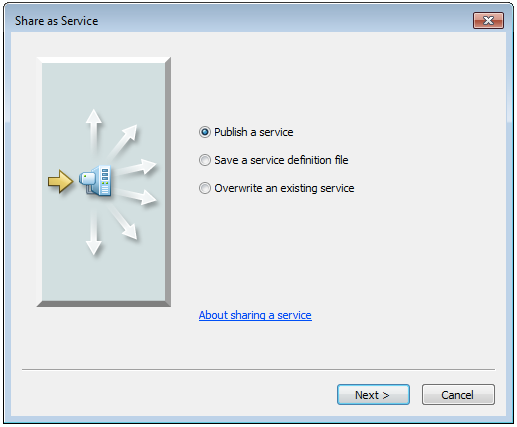 Share as Service
Publish a service
Save a service definition file
Overwrite an existing service
About sharing a service
Next >
Cancel